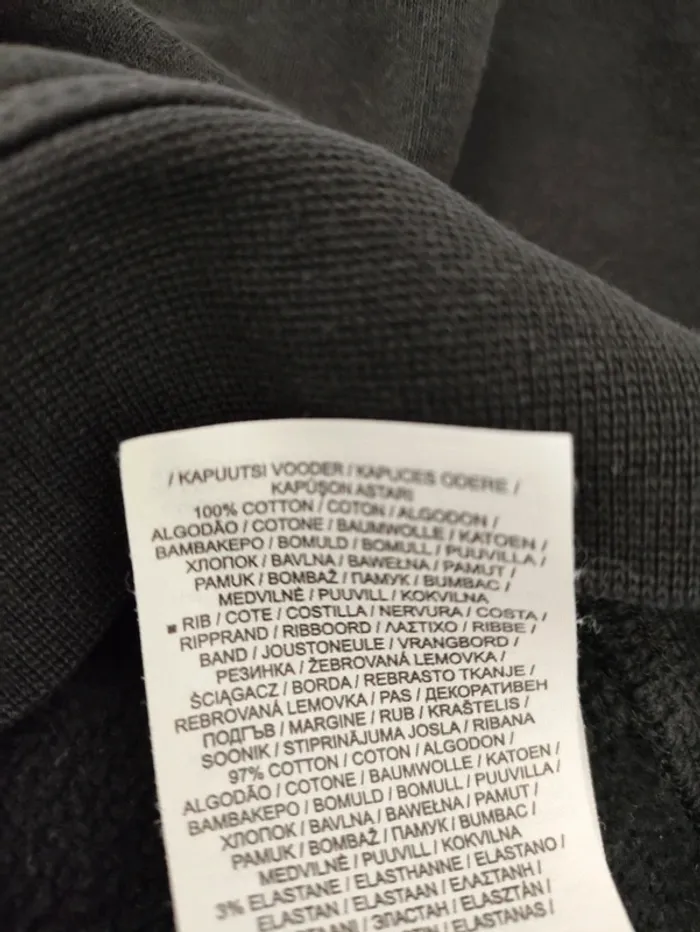 / KAPUUTSI VOODER / KAPUCES ODERE /
KAPÜŞON ASTARI
100% COTTON / COTON / ALGODON /
ALGODÃO / COTONE / BAUMWOLLE / KATOEN /
BAMBAKEPO / BOMULD / BOMULL / PUUVILLA /
ХЛОПОК / BAVLNA / BAWEŁNA / PAMUT /
PAMUK / BOMBAŽ / ПАМУК / BUMBAC /
MEDVILNĖ / PUUVILL / KOKVILNA
▪ RIB / COTE / COSTILLA / NERVURA / COSTA /
RIPPRAND / RIBBOORD / ΛΑΣΤΙΧΟ / RIBBE /
BAND / JOUSTONEULE / VRANGBORD /
РЕЗИНКА / ŽEBROVANÁ LEMOVKA /
ŚCIĄGACZ / BORDA / REBRASTO TKANJE /
REBROVANÁ LEMOVKA / PAS / ДЕКОРАТИВЕН
ПОДГЪВ / MARGINE / RUB / KRAŠTELIS /
SOONIK / STIPRINĀJUMA JOSLA / RIBANA
97% COTTON / COTON / ALGODON /
ALGODÃO / COTONE / BAUMWOLLE / KATOEN /
BAMBAKEPO / BOMULD / BOMULL / PUUVILLA /
ХЛОПОК / BAVLNA / BAWEŁNA / PAMUT /
PAMUK / BOMBAŽ / ПАМУК / BUMBAC /
MEDVILNĖ / PUUVILL / KOKVILNA
3% ELASTANE / ELASTHANNE / ELASTANO /
ELASTAN / ELASTAAN / ΕΛΑΣΤΑΝΗ /
ЭЛАСТАН / ELASZTÁN /
ELASTANAS /